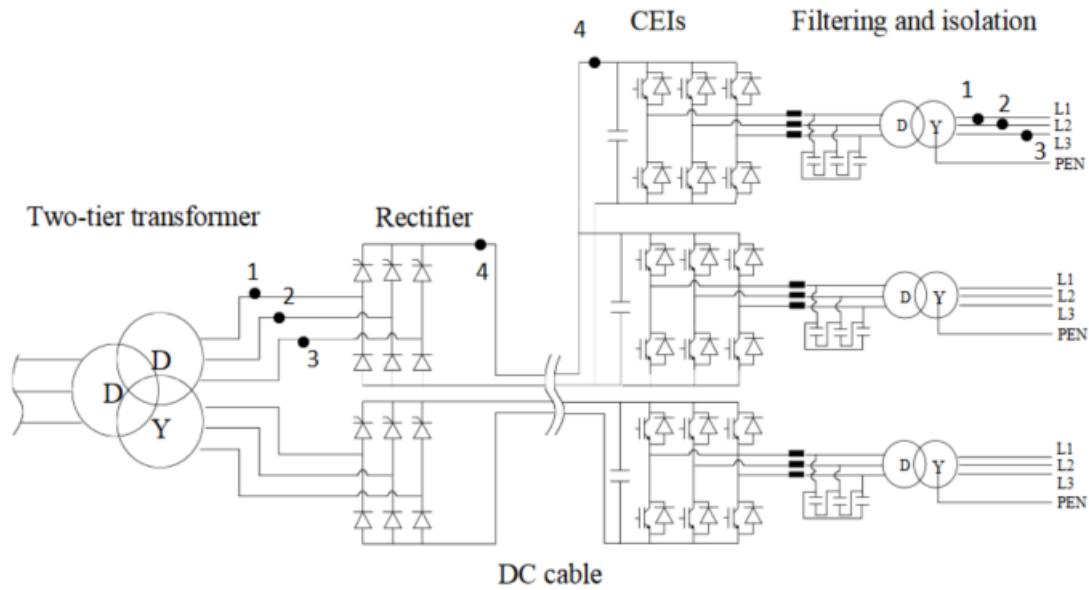 CEIs
Filtering and isolation
4
1
2
3
D
Y
L1
L2
L3
PEN
Two-tier transformer
Rectifier
1
2
3
4
D
D
Y
D
Y
L1
L2
L3
PEN
D
Y
L1
L2
L3
PEN
DC cable